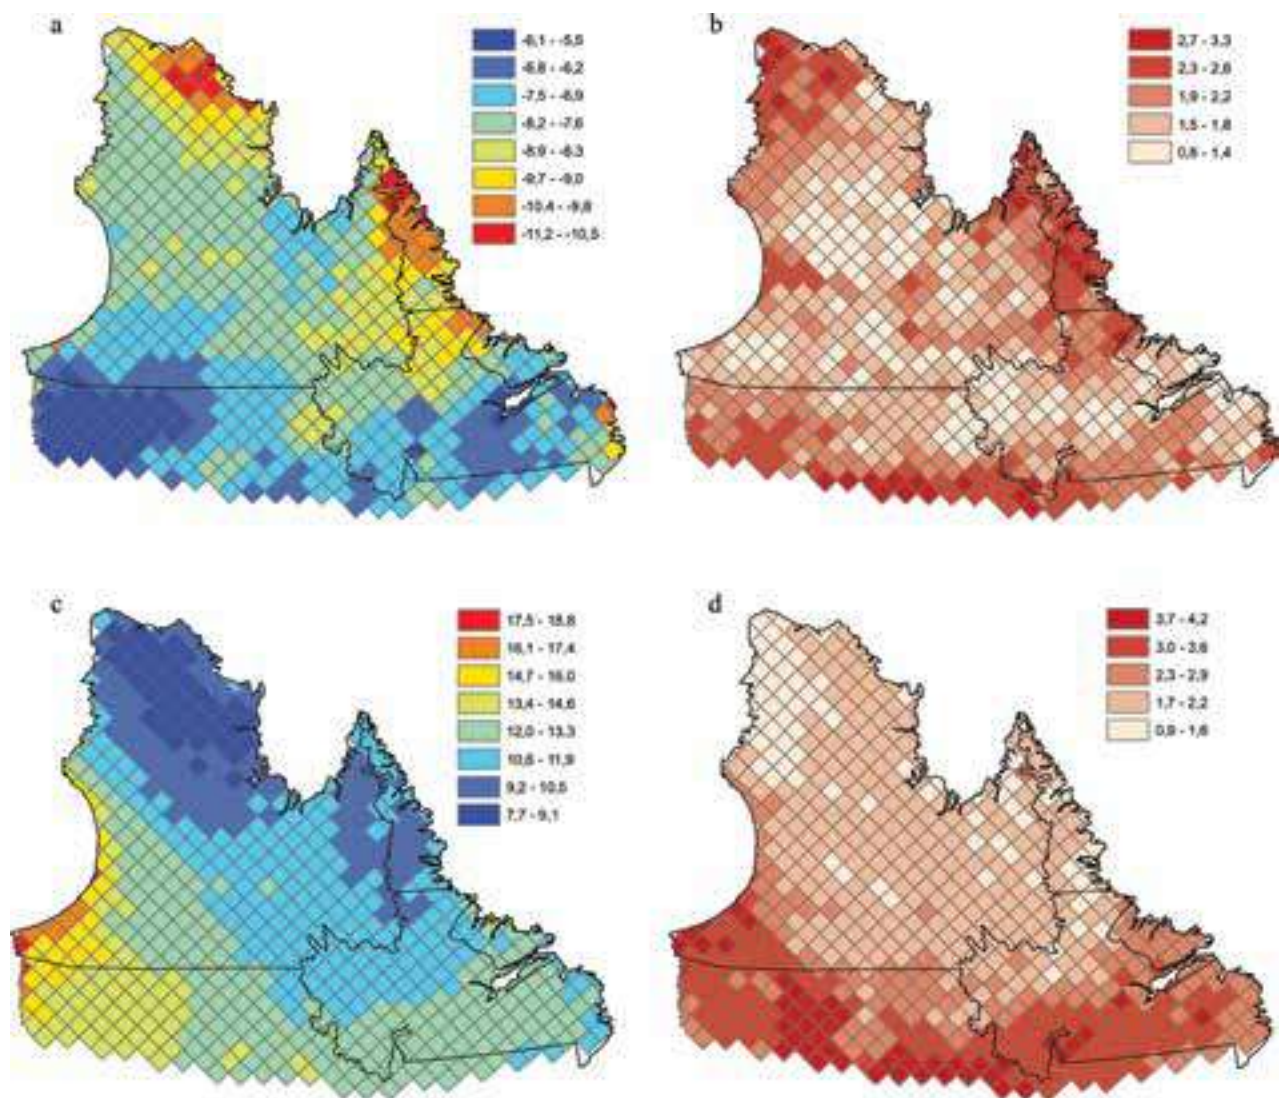 a
-6,1 - -5,5
-6,8 - -6,2
-7,5 - -6,9
-8,2 - -7,6
-8,9 - -8,3
-9,7 - -9,0
-10,4 - -9,8
-11,2 - -10,5
b
2,7 - 3,3
2,3 - 2,6
1,9 - 2,2
1,5 - 1,8
- 1,4
c
17,5 - 18,8
16,1 - 17,4
14,7 - 16,0
13,4 - 14,6
12,0 - 13,3
10,6 - 11,9
9,2 - 10,5
7,7 - 9,1
d
3,7 - 4,2
3,0 - 3,6
2,3 - 2,9
1,7 - 2,2
0,9 - 1,6